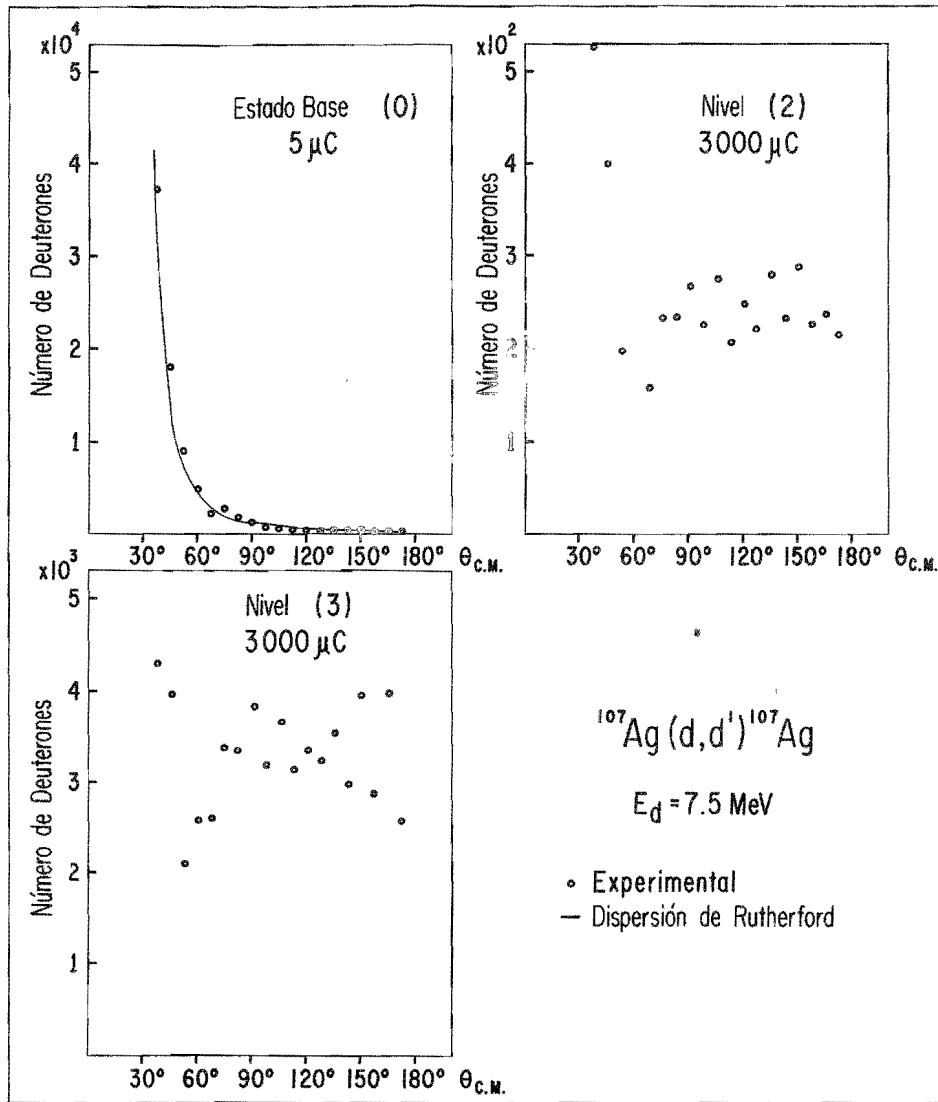 x10⁴
5
4
3
2
1
Número de Deuterones
Estado Base (0)
5 μC
30° 60° 90° 120° 150° 180° θC.M.
x10²
5
4
3
2
1
Número de Deuterones
Nivel (2)
3000 μC
30° 60° 90° 120° 150° 180° θC.M.
x10³
5
4
3
2
1
Número de Deuterones
Nivel (3)
3000 μC
30° 60° 90° 120° 150° 180° θC.M.
¹⁰⁷Ag (d,d')¹⁰⁷Ag
Ed = 7.5 MeV
∘ Experimental
— Dispersión de Rutherford